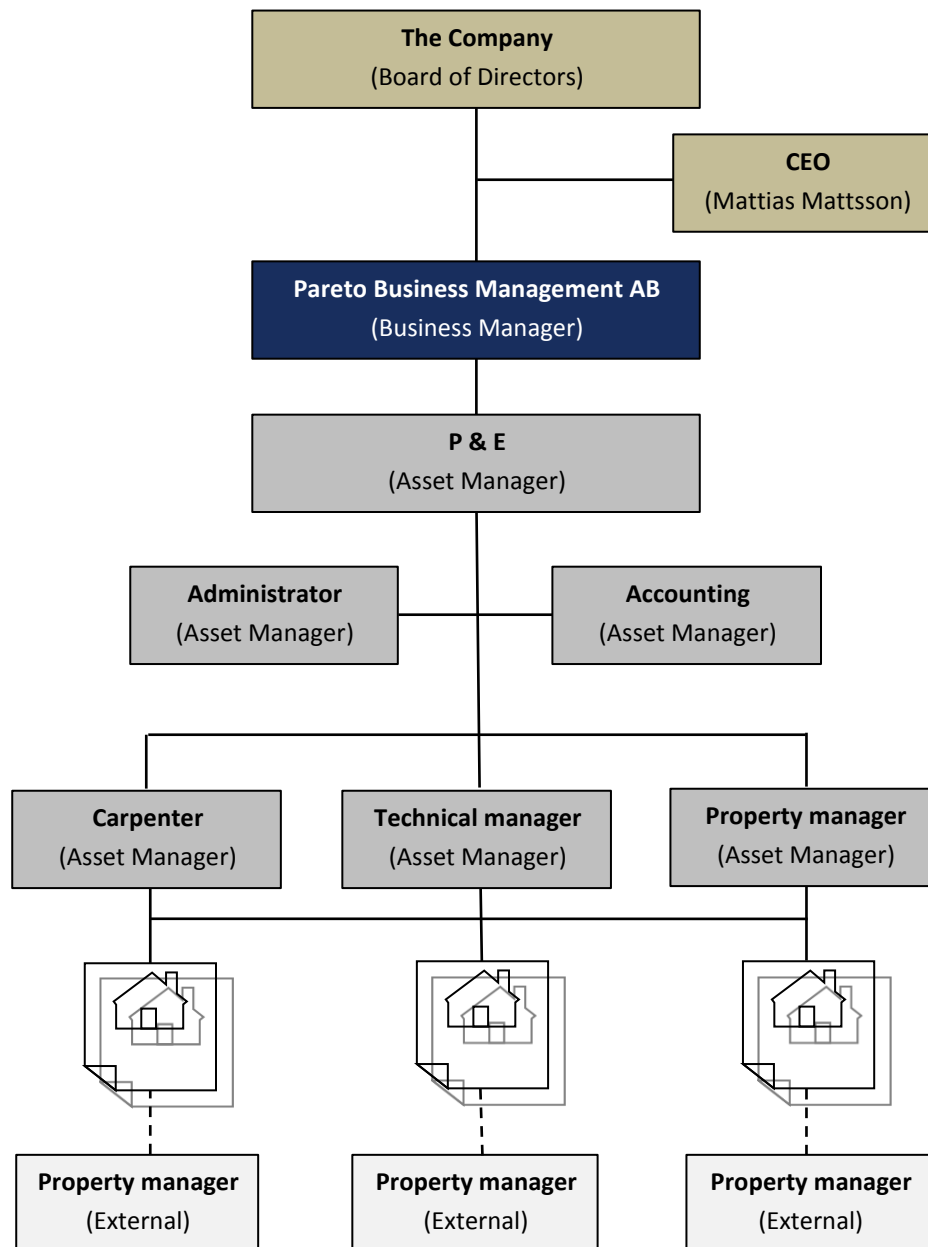 The Company
(Board of Directors)
CEO
(Mattias Mattsson)
Pareto Business Management AB
(Business Manager)
P & E
(Asset Manager)
Administrator
(Asset Manager)
Accounting
(Asset Manager)
Carpenter
(Asset Manager)
Technical manager
(Asset Manager)
Property manager
(Asset Manager)
Property manager
(External)
Property manager
(External)
Property manager
(External)